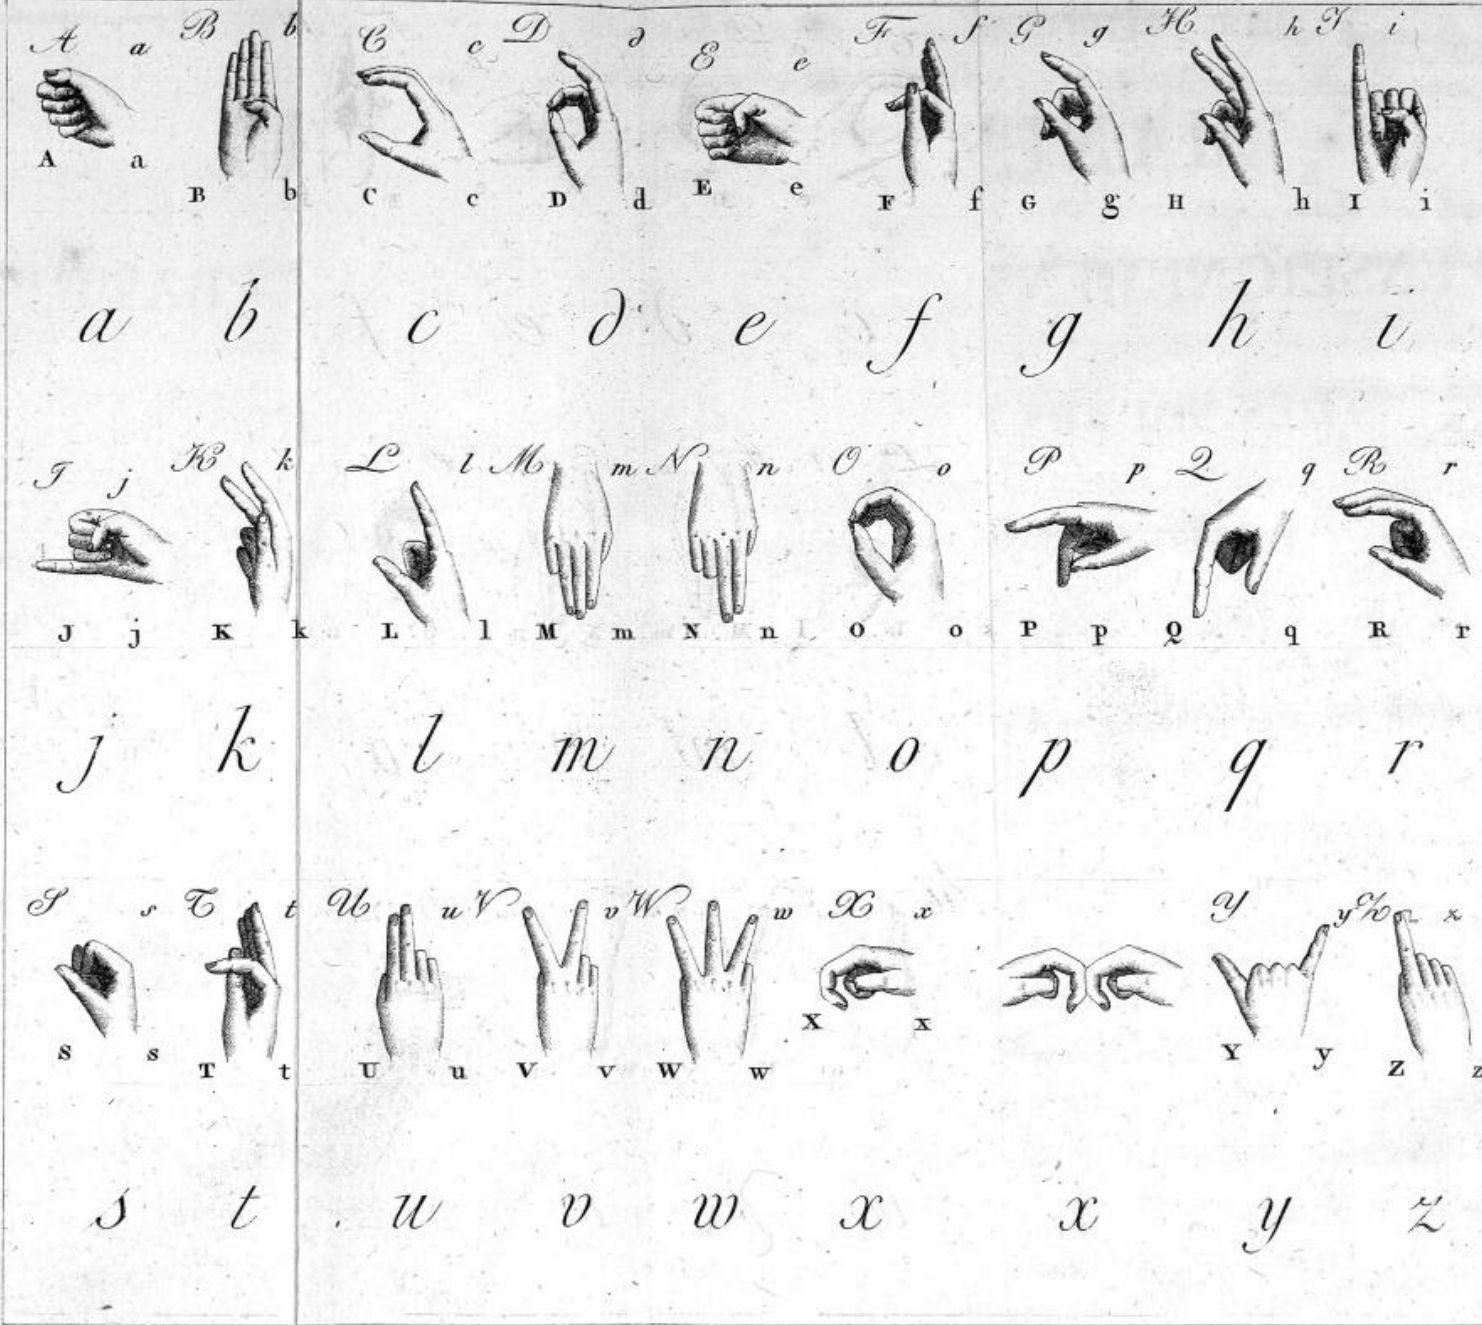 A a B b C c D d E e F f G g H h I i
A a B b C c D d E e F f G g H h I i
a b c d e f g h i
J j K k L l M m N n O o P p Q q R r
J j K k L l M m N n O o P p Q q R r
j k l m n o p q r
S s T t U u V v W w X x Y y Z z
S s T t U u V v W w X x Y y Z z
s t u v w x x y z